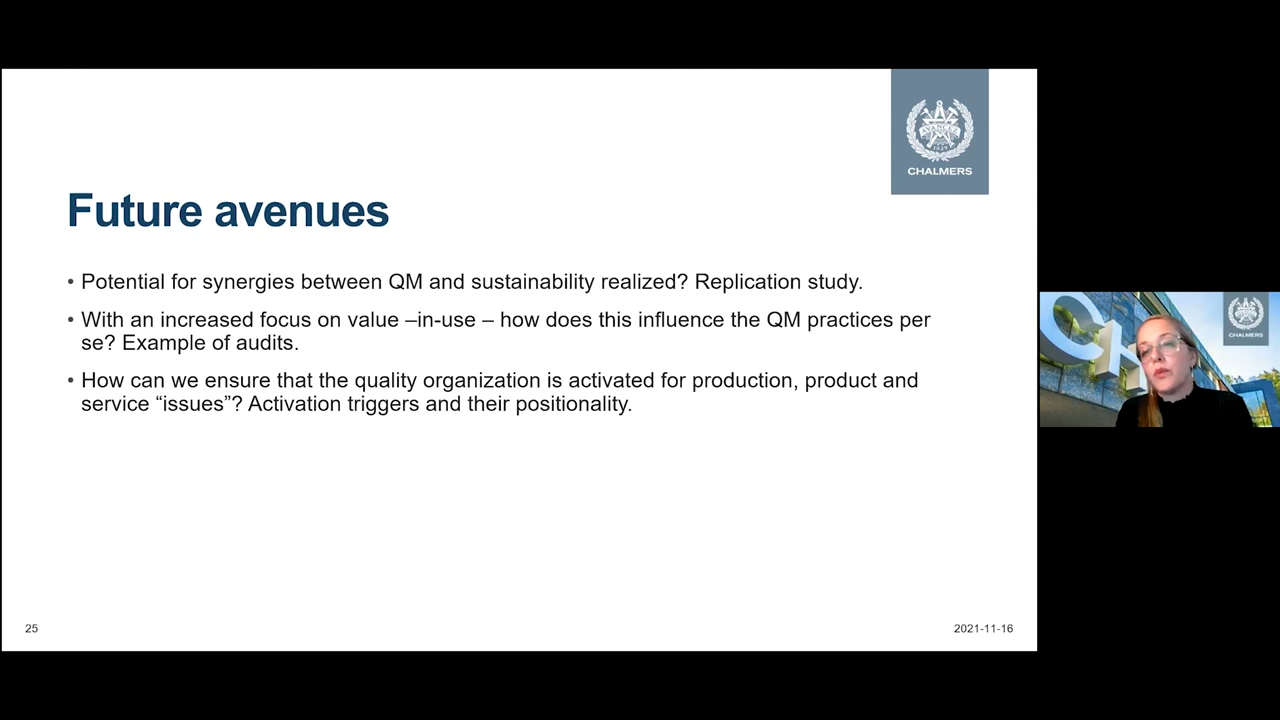 AVANCEZ
CHALMERS
Future avenues
• Potential for synergies between QM and sustainability realized? Replication study.
• With an increased focus on value –in-use – how does this influence the QM practices per
se? Example of audits.
• How can we ensure that the quality organization is activated for production, product and
service “issues”? Activation triggers and their positionality.
25
2021-11-16
CH
CHALMERS